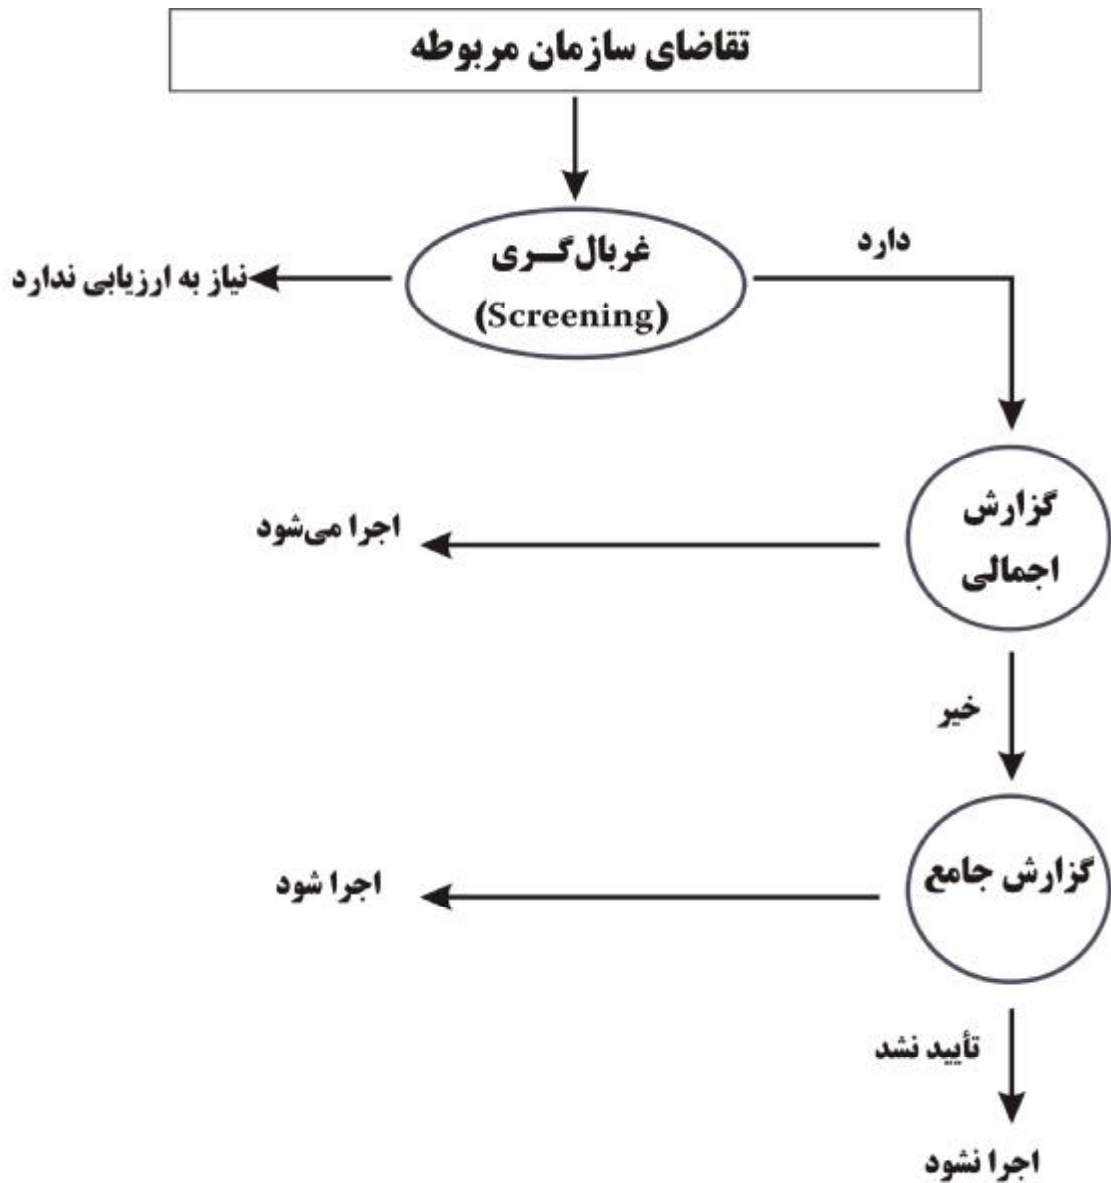 تقاضای سازمان مربوطه
غربال‌گری
(Screening)
دارد
نیاز به ارزیابی ندارد
گزارش
اجمالی
اجرا می‌شود
خیر
گزارش جامع
اجرا شود
تأیید نشد
اجرا نشود